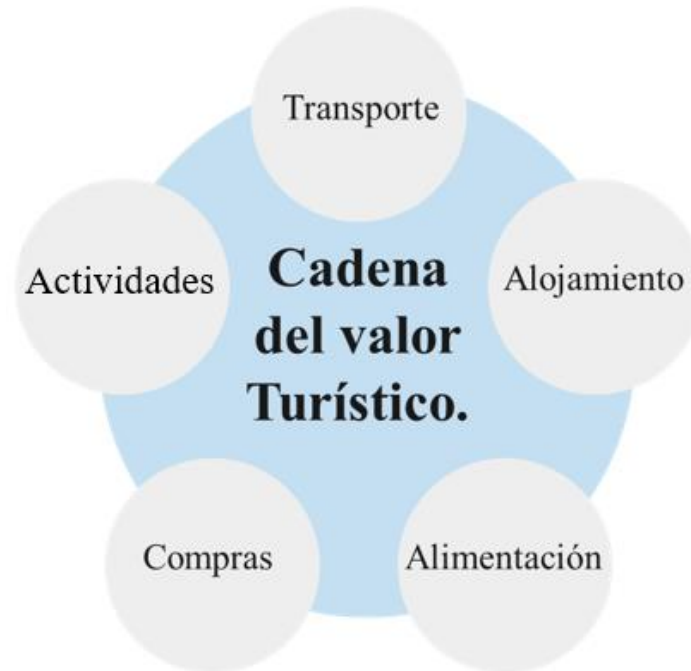 Transporte
Actividades
Cadena
del valor
Turístico.
Alojamiento
Compras
Alimentación